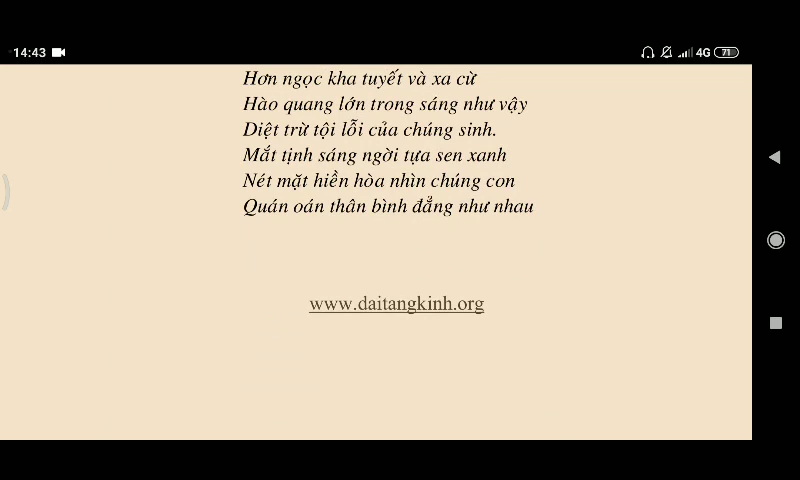 14:43
4G 71
Hơn ngọc kha tuyết và xa cừ
Hào quang lớn trong sáng như vậy
Diệt trừ tội lỗi của chúng sinh.
Mắt tịnh sáng ngời tựa sen xanh
Nét mặt hiền hòa nhìn chúng con
Quán oán thân bình đẳng như nhau
www.daitangkinh.org